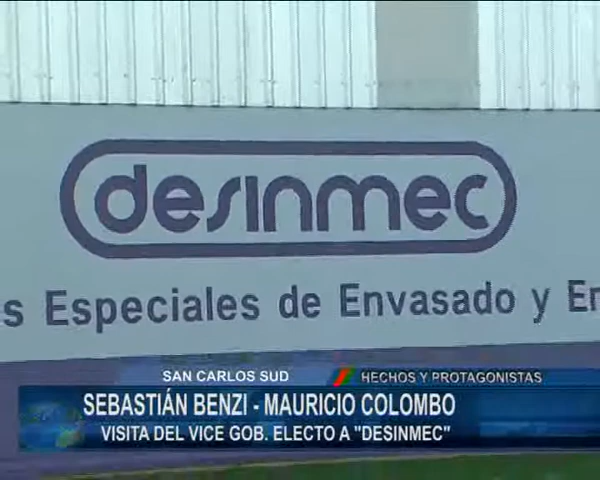 desinmec
s Especiales de Envasado y E
SAN CARLOS SUD
HECHOS Y PROTAGONISTAS
SEBASTIÁN BENZI - MAURICIO COLOMBO
VISITA DEL VICE GOB. ELECTO A "DESINMEC"